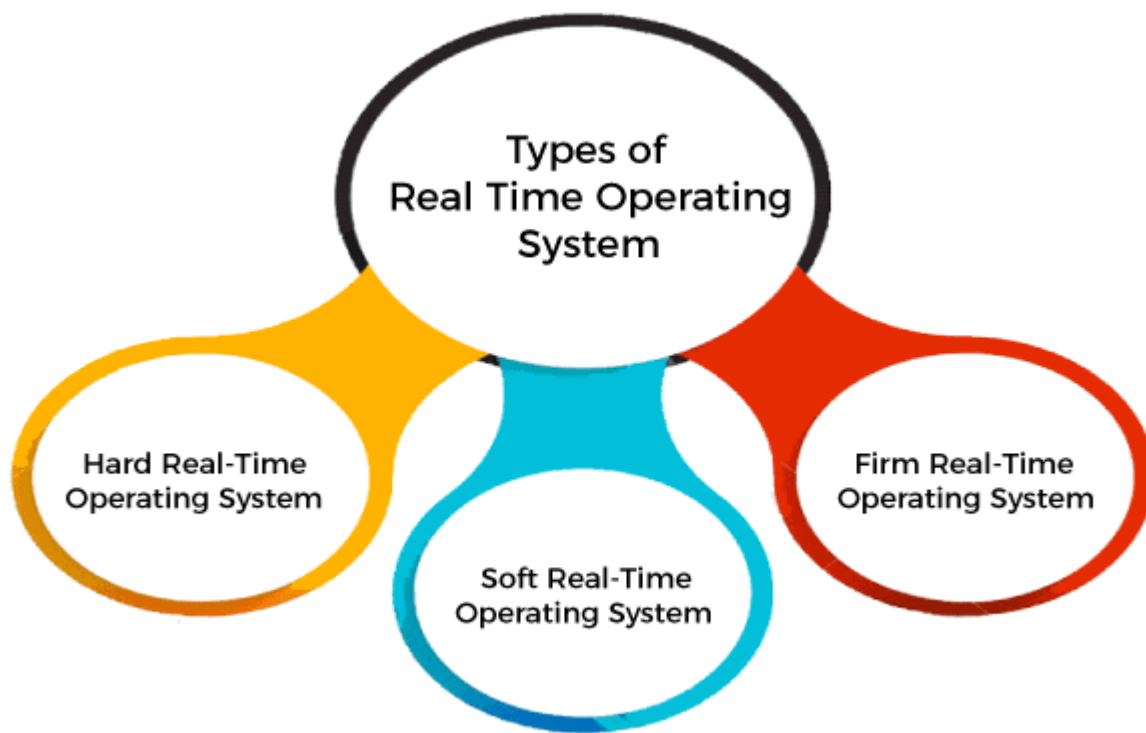 Types of
Real Time Operating
System
Hard Real-Time
Operating System
Soft Real-Time
Operating System
Firm Real-Time
Operating System